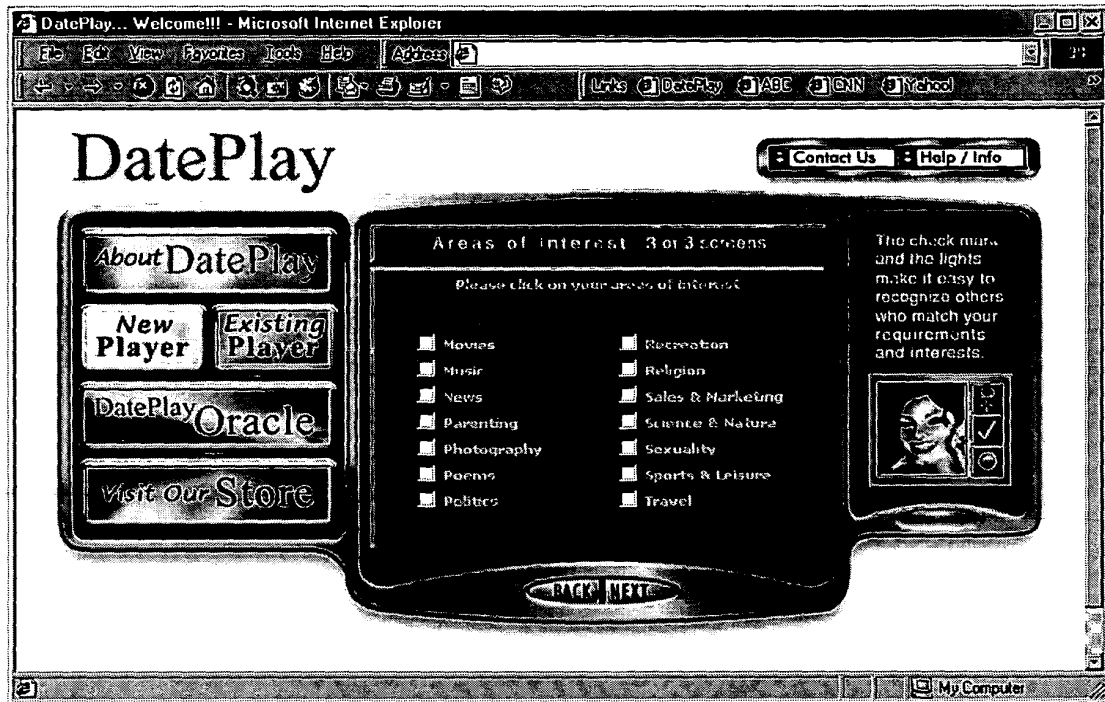 DatePlay... Welcome!!! - Microsoft Internet Explorer
File Edit View Favorites Tools Help Address
Links DatePlay ABC CNN Yahoo!
DatePlay
Contact Us Help / Info
About DatePlay
New Player
Existing Player
DatePlay Oracle
Visit Our Store
Areas of Interest 3 of 3 screens
Please click on your areas of interest
Movies Recreation
Music Religion
News Sales & Marketing
Parenting Science & Nature
Photography Sexuality
Poems Sports & Leisure
Politics Travel
BACK NEXT
The check mark
and the lights
make it easy to
recognize others
who match your
requirements
and interests.
My Computer